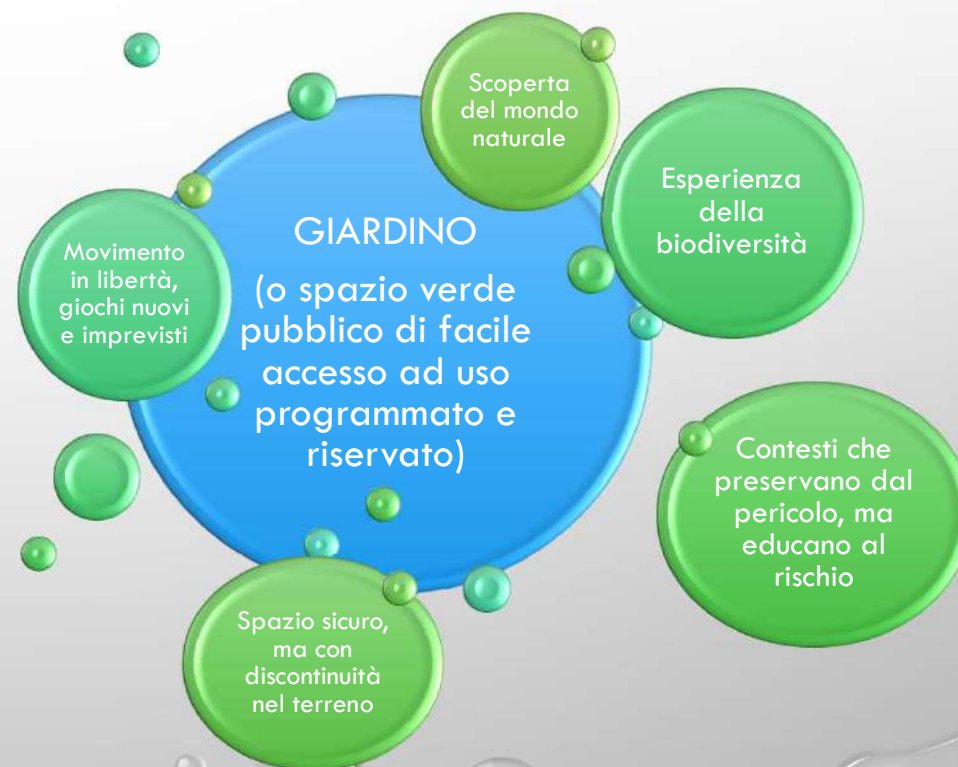 Scoperta
del mondo
naturale
Esperienza
della
biodiversità
GIARDINO
(o spazio verde
pubblico di facile
accesso ad uso
programmato e
riservato)
Movimento
in libertà,
giochi nuovi
e imprevisti
Contesti che
preservano dal
pericolo, ma
educano al
rischio
Spazio sicuro,
ma con
discontinuità
nel terreno